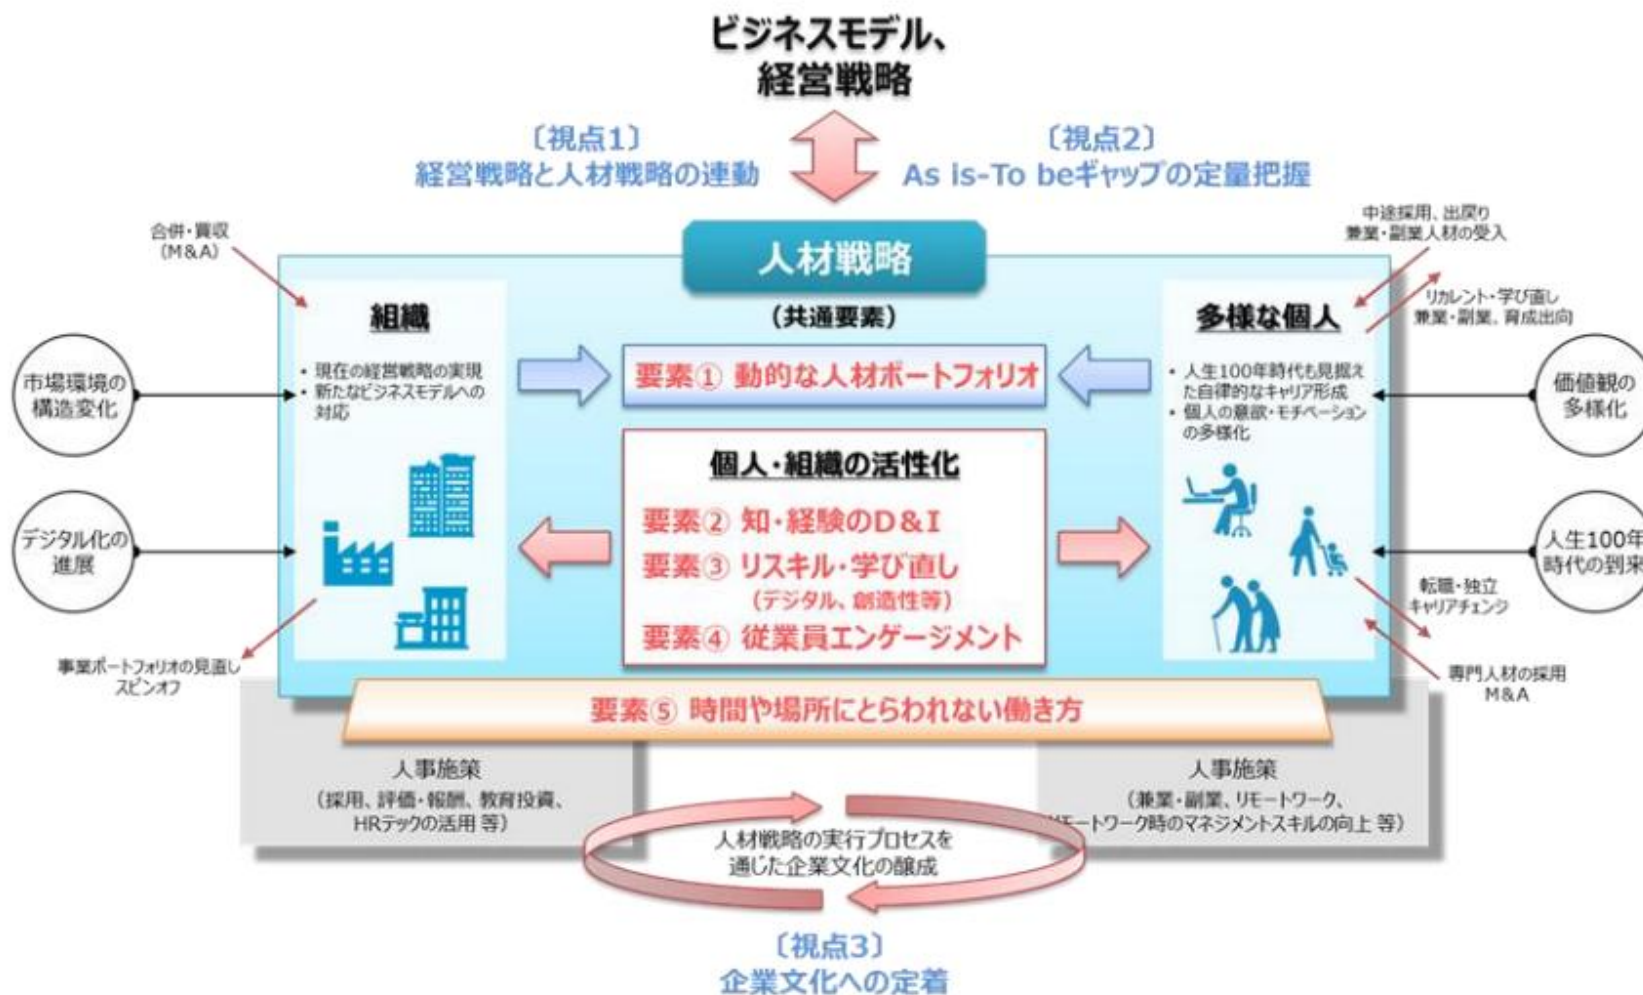 ビジネスモデル、
経営戦略
〔視点1〕
経営戦略と人材戦略の連動
〔視点2〕
As is-To beギャップの定量把握
合併・買収
(M&A)
中途採用、出戻り
兼業・副業人材の受入
人材戦略
(共通要素)
リカレント・学び直し
兼業・副業、育成出向
組織
• 現在の経営戦略の実現
• 新たなビジネスモデルへの
対応
要素① 動的な人材ポートフォリオ
多様な個人
• 人生100年時代も見据え
た自律的なキャリア形成
• 個人の意欲・モチベーション
の多様化
市場環境の
構造変化
デジタル化の
進展
価値観の
多様化
人生100年
時代の到来
個人・組織の活性化
要素② 知・経験のD&I
要素③ リスキル・学び直し
(デジタル、創造性等)
要素④ 従業員エンゲージメント
転職・独立
キャリアチェンジ
事業ポートフォリオの見直し
スピンオフ
専門人材の採用
M&A
要素⑤ 時間や場所にとらわれない働き方
人事施策
(採用、評価・報酬、教育投資、
HRテックの活用 等)
人事施策
(兼業・副業、リモートワーク、
リモートワーク時のマネジメントスキルの向上 等)
人材戦略の実行プロセスを
通じた企業文化の醸成
〔視点3〕
企業文化への定着